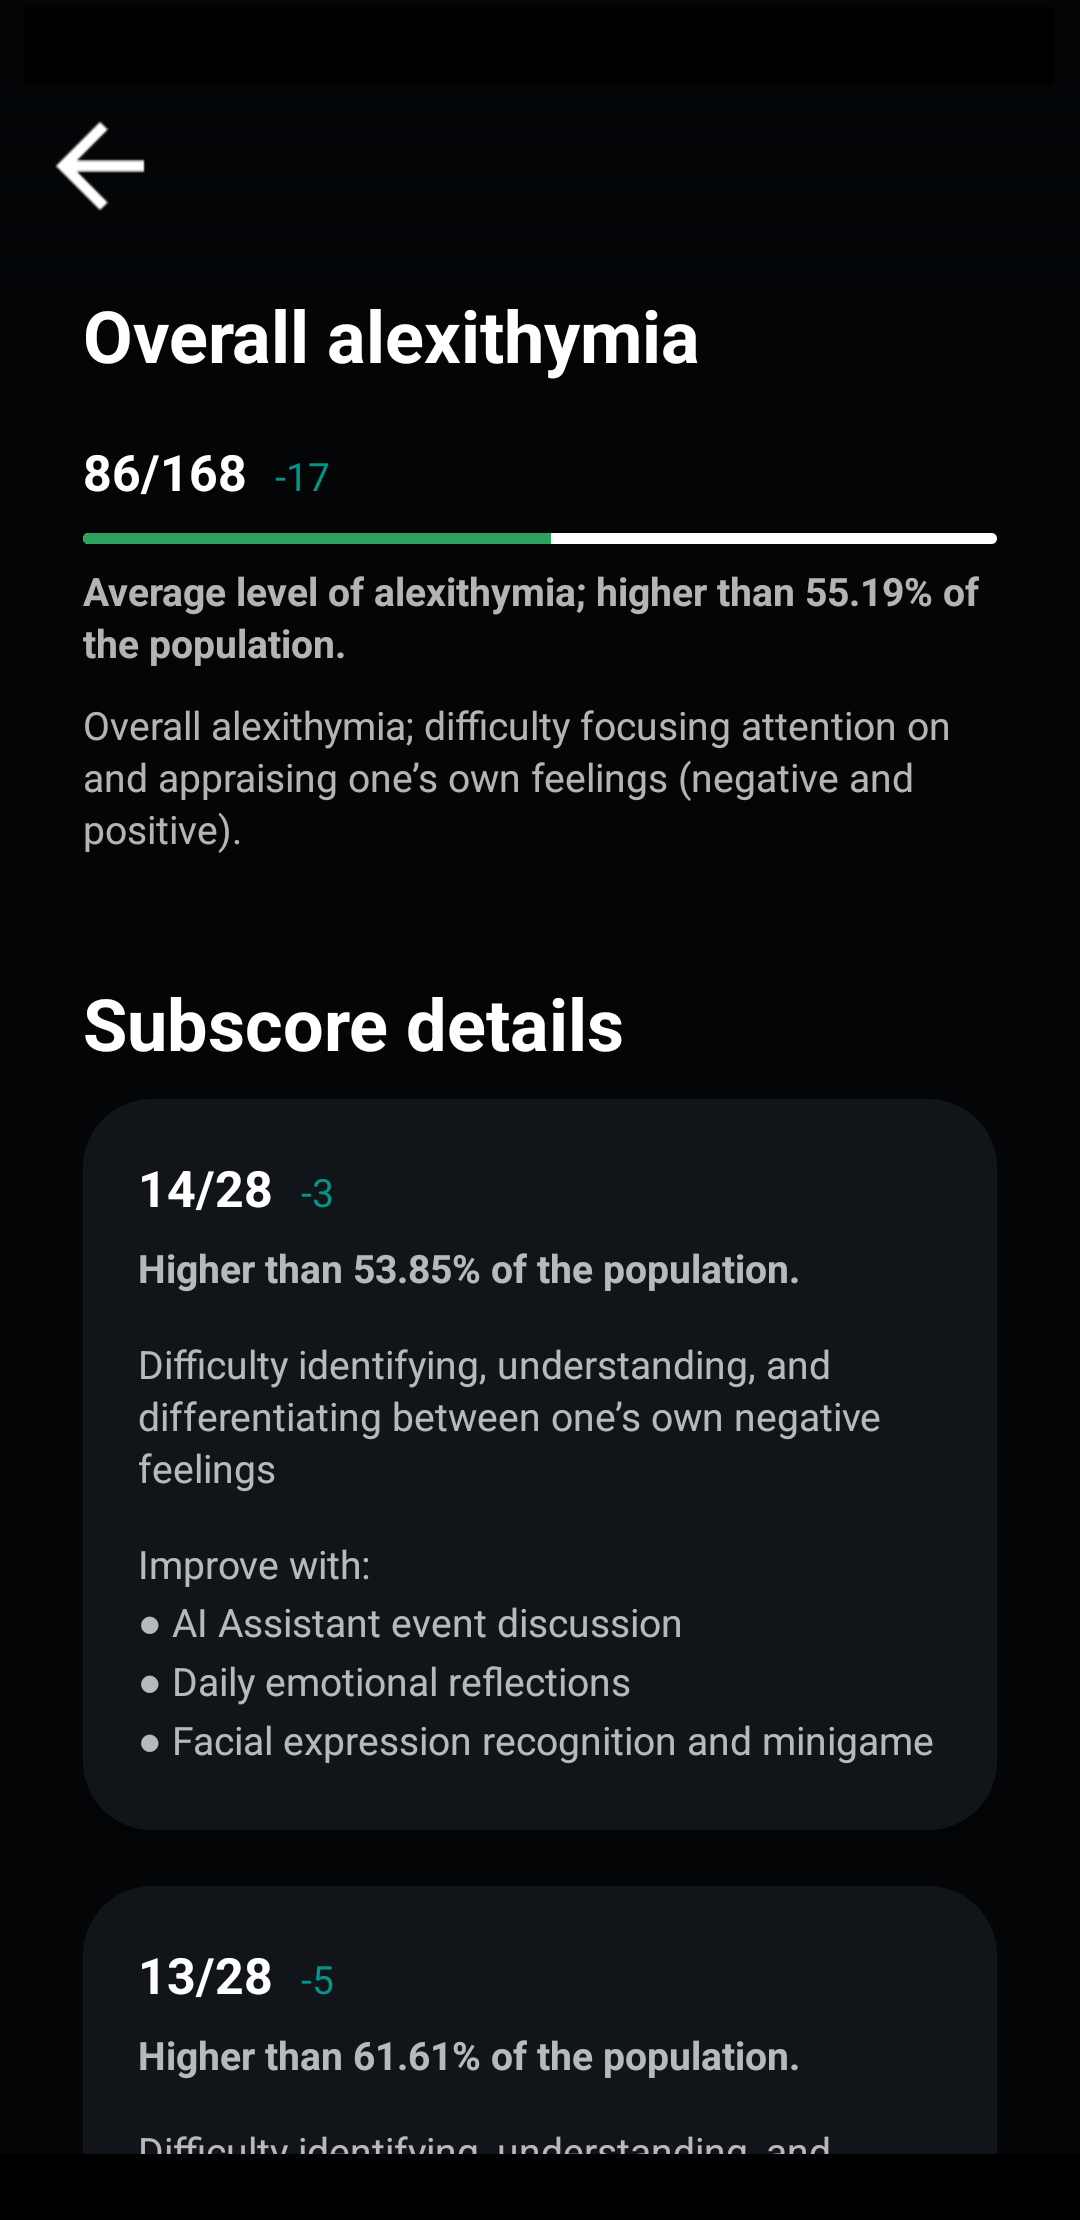 Overall alexithymia
86/168 -17
Average level of alexithymia; higher than 55.19% of
the population.
Overall alexithymia; difficulty focusing attention on
and appraising one’s own feelings (negative and
positive).
Subscore details
14/28 -3
Higher than 53.85% of the population.
Difficulty identifying, understanding, and
differentiating between one’s own negative
feelings
Improve with:
● AI Assistant event discussion
● Daily emotional reflections
● Facial expression recognition and minigame
13/28 -5
Higher than 61.61% of the population.
Difficulty identifying, understanding, and